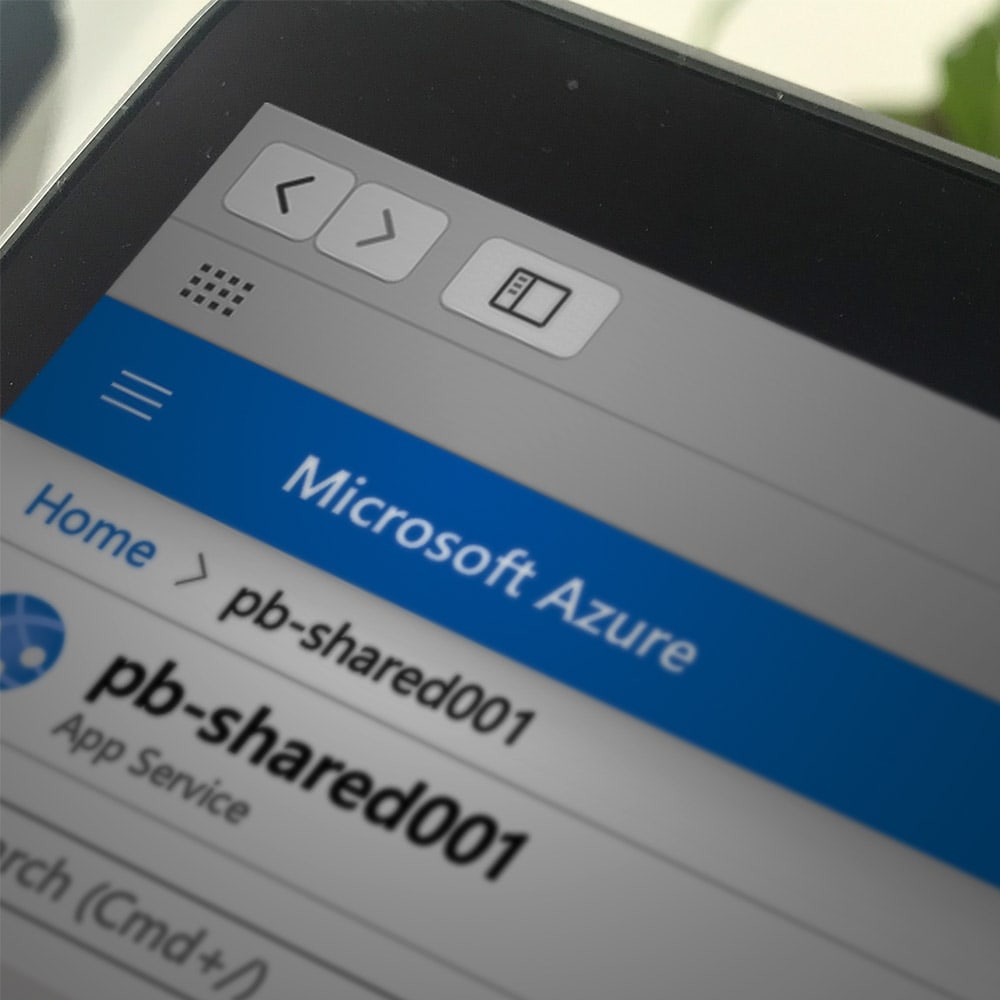 Microsoft Azure
Home > pb-shared001
pb-shared001
App Service
rch (Cmd+/)